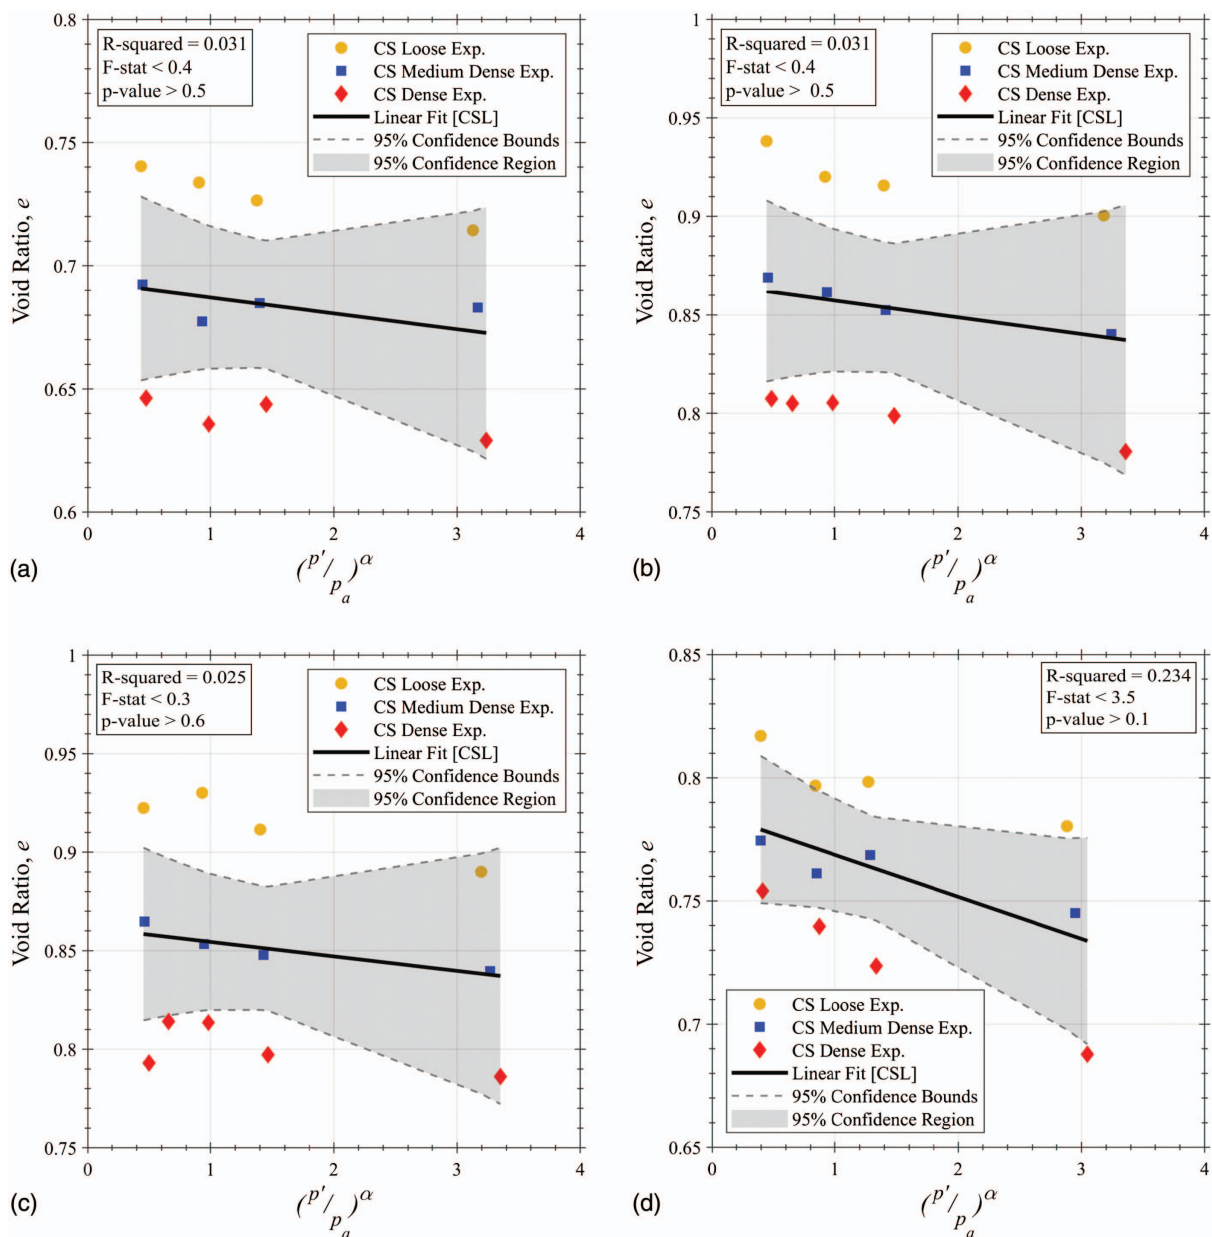 0.8
0.75
0.7
0.65
0.6
0
1
2
3
4
Void Ratio, e
(p'/pa)α
R-squared = 0.031
F-stat < 0.4
p-value > 0.5
CS Loose Exp.
CS Medium Dense Exp.
CS Dense Exp.
Linear Fit [CSL]
95% Confidence Bounds
95% Confidence Region
(a)
1
0.95
0.9
0.85
0.8
0.75
0
1
2
3
4
Void Ratio, e
(p'/pa)α
R-squared = 0.031
F-stat < 0.4
p-value > 0.5
CS Loose Exp.
CS Medium Dense Exp.
CS Dense Exp.
Linear Fit [CSL]
95% Confidence Bounds
95% Confidence Region
(b)
1
0.95
0.9
0.85
0.8
0.75
0
1
2
3
4
Void Ratio, e
(p'/pa)α
R-squared = 0.025
F-stat < 0.3
p-value > 0.6
CS Loose Exp.
CS Medium Dense Exp.
CS Dense Exp.
Linear Fit [CSL]
95% Confidence Bounds
95% Confidence Region
(c)
0.85
0.8
0.75
0.7
0.65
0
1
2
3
4
Void Ratio, e
(p'/pa)α
R-squared = 0.234
F-stat < 3.5
p-value > 0.1
CS Loose Exp.
CS Medium Dense Exp.
CS Dense Exp.
Linear Fit [CSL]
95% Confidence Bounds
95% Confidence Region
(d)